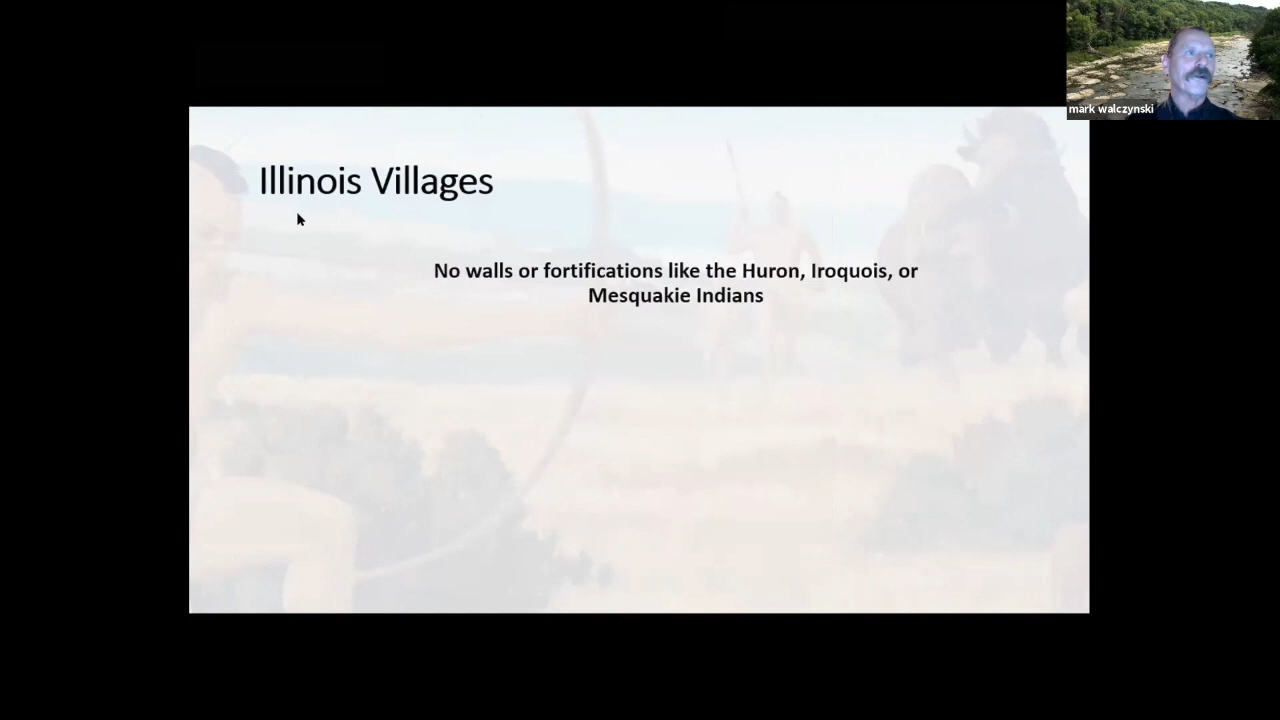 mark walczynski
Illinois Villages
No walls or fortifications like the Huron, Iroquois, or
Mesquakie Indians